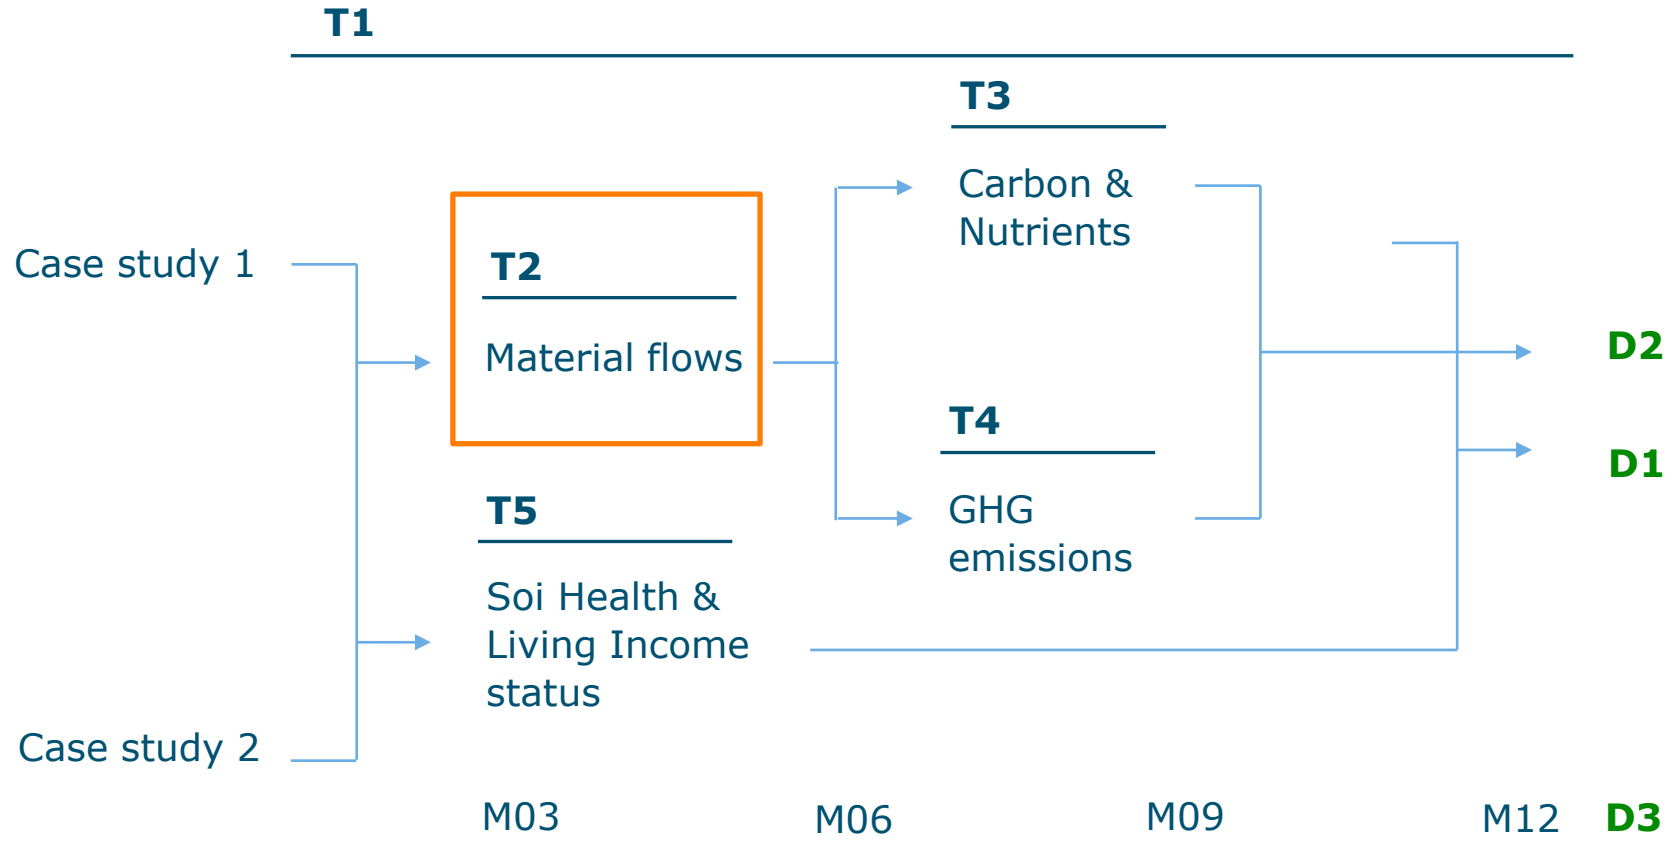 T1
T3
Carbon &
Nutrients
Case study 1
T2
Material flows
D2
T4
D1
T5
GHG
emissions
Soi Health &
Living Income
status
Case study 2
M03
M06
M09
M12
D3